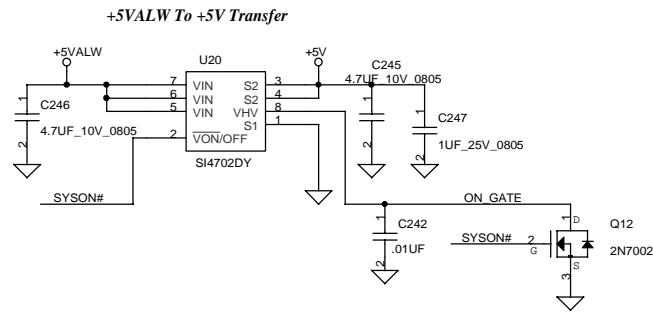 +5VALW To +5V Transfer
+5VALW
U20
+5V
C245
4.7UF_10V_0805
1
C246
4.7UF_10V_0805
2
7
6
5
2
VIN
VIN
VIN
VON/OFF
S2
S2
VHV
S1
3
4
8
1
SI4702DY
1
2
1
C247
1UF_25V_0805
2
SYSON#
ON_GATE
1
C242
.01UF
2
SYSON#
2
G
1
D
S
3
Q12
2N7002